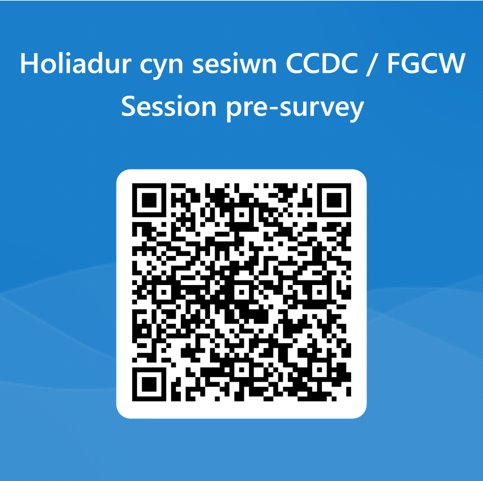 Holiadur cyn sesiwn CCDC / FGCW
Session pre-survey